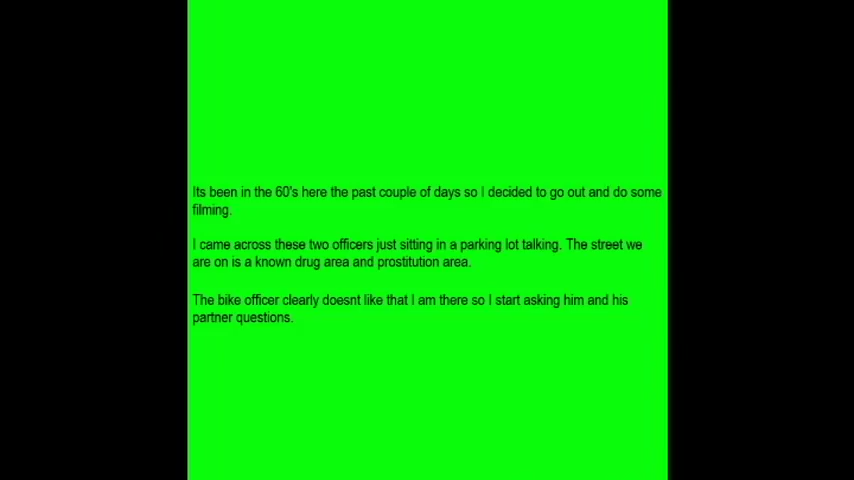 Its been in the 60's here the past couple of days so I decided to go out and do some
filming.
I came across these two officers just sitting in a parking lot talking. The street we
are on is a known drug area and prostitution area.
The bike officer clearly doesnt like that I am there so I start asking him and his
partner questions.